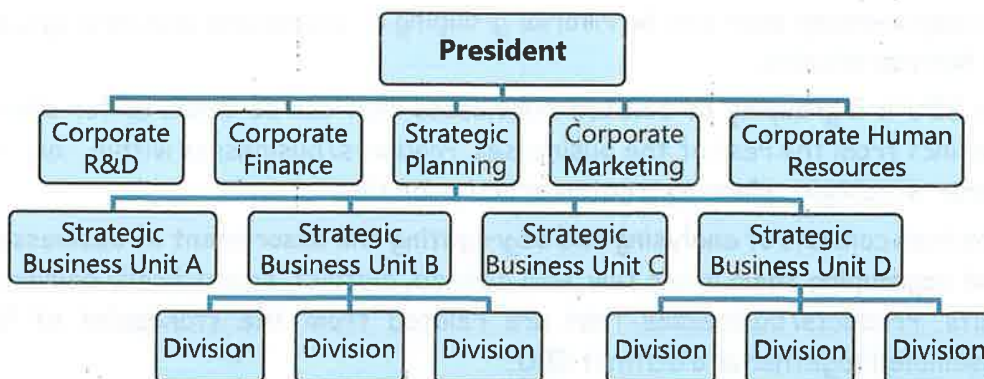 President
Corporate
R&D
Corporate
Finance
Strategic
Planning
Corporate
Marketing
Corporate Human
Resources
Strategic
Business Unit A
Strategic
Business Unit B
Strategic
Business Unit C
Strategic
Business Unit D
Division
Division
Division
Division
Division
Division